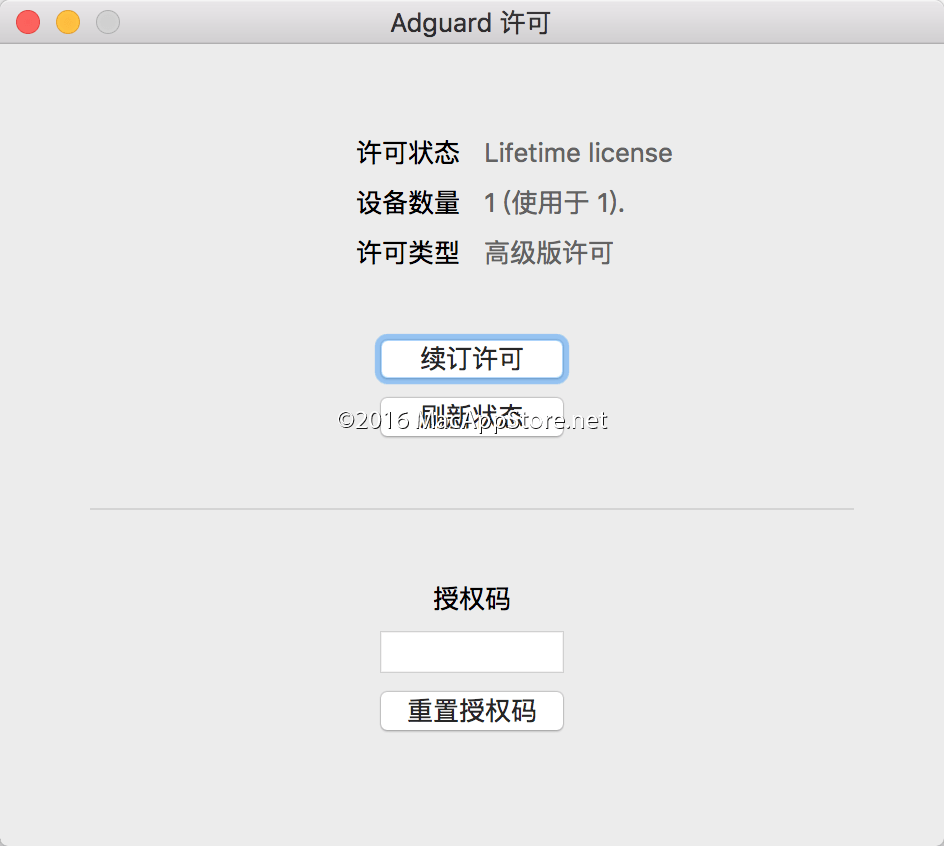 Adguard 许可
许可状态 Lifetime license
设备数量 1 (使用于 1).
许可类型 高级版许可
续订许可
刷新状态
©2016 MacAppStore.net
授权码
重置授权码